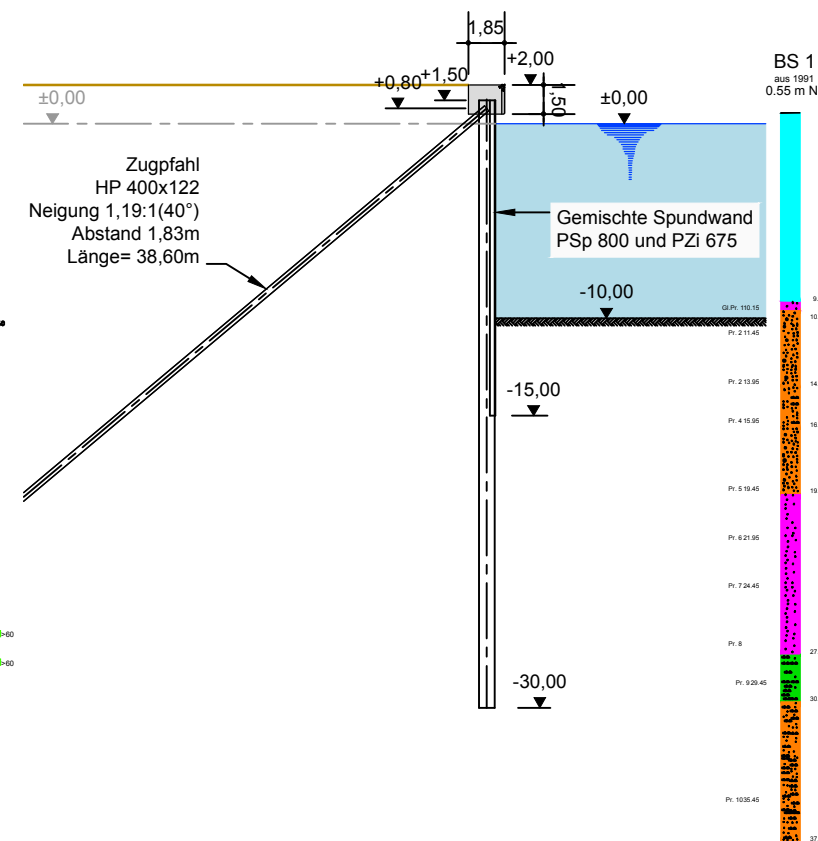 1,85
+2,00
+1,50
+0,80
1,50
±0,00
±0,00
BS 1
aus 1991
0.55 m N
Zugpfahl
HP 400x122
Neigung 1,19:1(40°)
Abstand 1,83m
Länge= 38,60m
Gemischte Spundwand
PSp 800 und PZi 675
-10,00
-15,00
-30,00
Gl.Pr. 110.15
Pr. 2 11.45
Pr. 2 13.95
Pr. 4 15.95
Pr. 5 19.45
Pr. 6 21.95
Pr. 7 24.45
Pr. 8
Pr. 9 29.45
Pr. 1035.45
9.
10
14
16
19
27
30
37
>60
>60